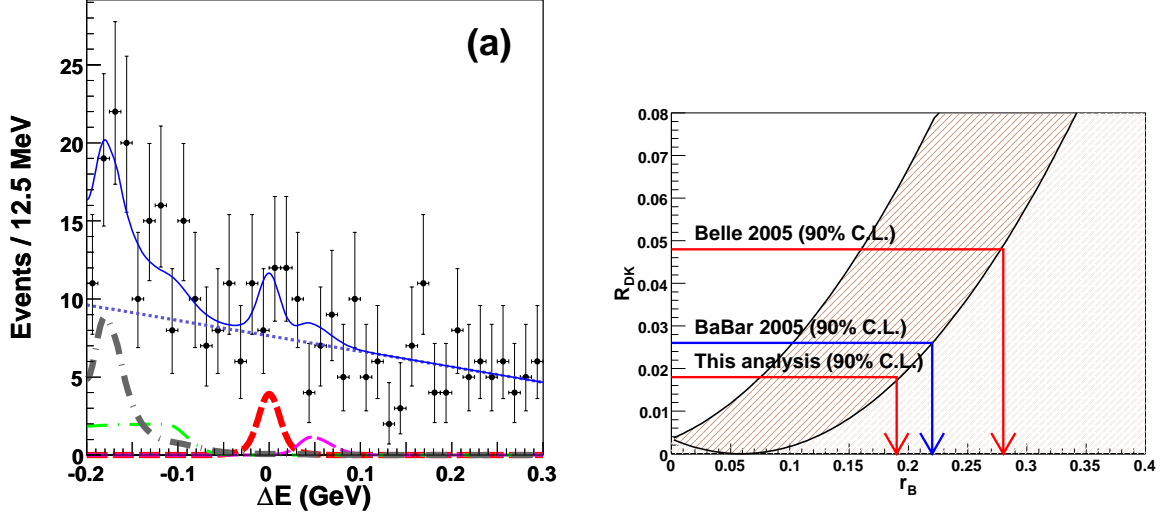 (a)
Events / 12.5 MeV
25
20
15
10
5
0
-0.2 -0.1 0 0.1 0.2 0.3
ΔE (GeV)
R_DK
0.08
0.07
0.06
0.05
0.04
0.03
0.02
0.01
0
Belle 2005 (90% C.L.)
BaBar 2005 (90% C.L.)
This analysis (90% C.L.)
0 0.05 0.1 0.15 0.2 0.25 0.3 0.35 0.4
r_B